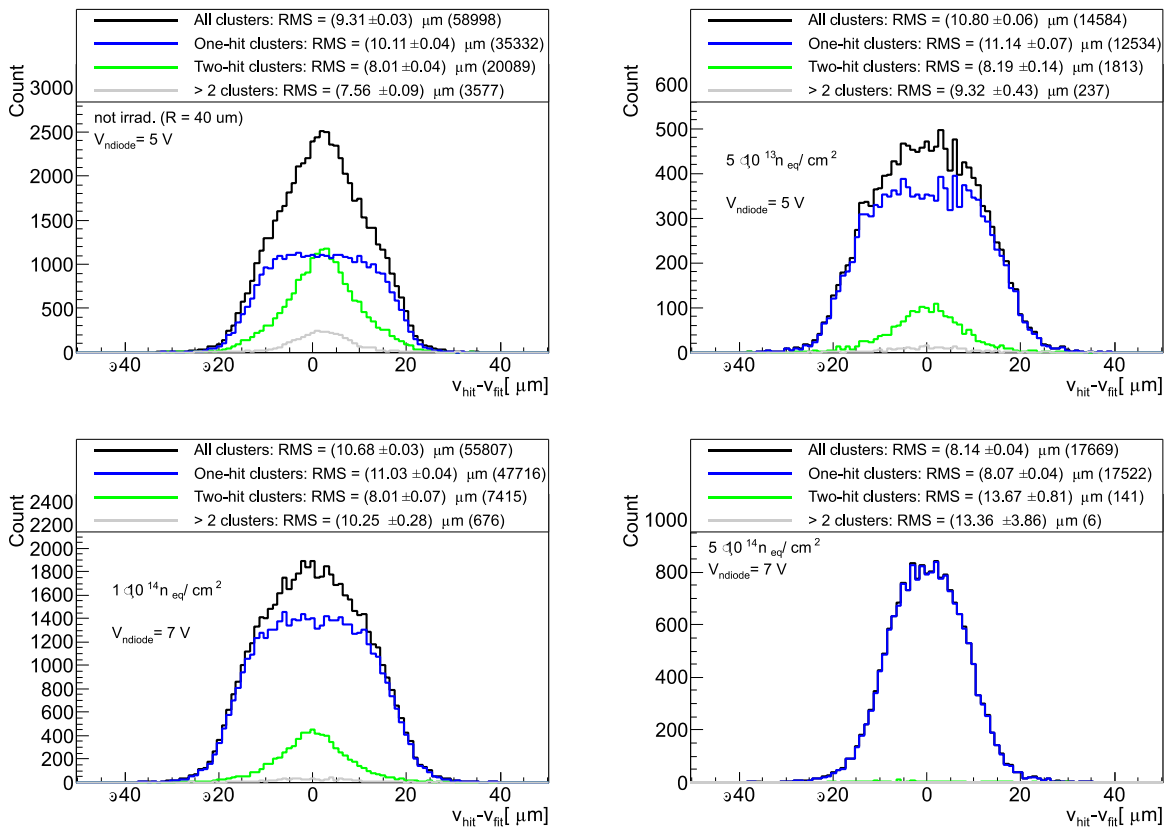 All clusters: RMS = (9.31 ±0.03) μm (58998)
One-hit clusters: RMS = (10.11 ±0.04) μm (35332)
Two-hit clusters: RMS = (8.01 ±0.04) μm (20089)
> 2 clusters: RMS = (7.56 ±0.09) μm (3577)
not irrad. (R = 40 um)
V_ndiode = 5 V
Count
3000
2500
2000
1500
1000
500
0
40 20 0 20 40
v_hit-v_fit[ μm]
All clusters: RMS = (10.80 ±0.06) μm (14584)
One-hit clusters: RMS = (11.14 ±0.07) μm (12534)
Two-hit clusters: RMS = (8.19 ±0.14) μm (1813)
> 2 clusters: RMS = (9.32 ±0.43) μm (237)
5 10^13 n_eq / cm^2
V_ndiode = 5 V
Count
600
500
400
300
200
100
0
40 20 0 20 40
v_hit-v_fit[ μm]
All clusters: RMS = (10.68 ±0.03) μm (55807)
One-hit clusters: RMS = (11.03 ±0.04) μm (47716)
Two-hit clusters: RMS = (8.01 ±0.07) μm (7415)
> 2 clusters: RMS = (10.25 ±0.28) μm (676)
1 10^14 n_eq / cm^2
V_ndiode = 7 V
Count
2400
2200
2000
1800
1600
1400
1200
1000
800
600
400
200
0
40 20 0 20 40
v_hit-v_fit[ μm]
All clusters: RMS = (8.14 ±0.04) μm (17669)
One-hit clusters: RMS = (8.07 ±0.04) μm (17522)
Two-hit clusters: RMS = (13.67 ±0.81) μm (141)
> 2 clusters: RMS = (13.36 ±3.86) μm (6)
5 10^14 n_eq / cm^2
V_ndiode = 7 V
Count
1000
800
600
400
200
0
40 20 0 20 40
v_hit-v_fit[ μm]